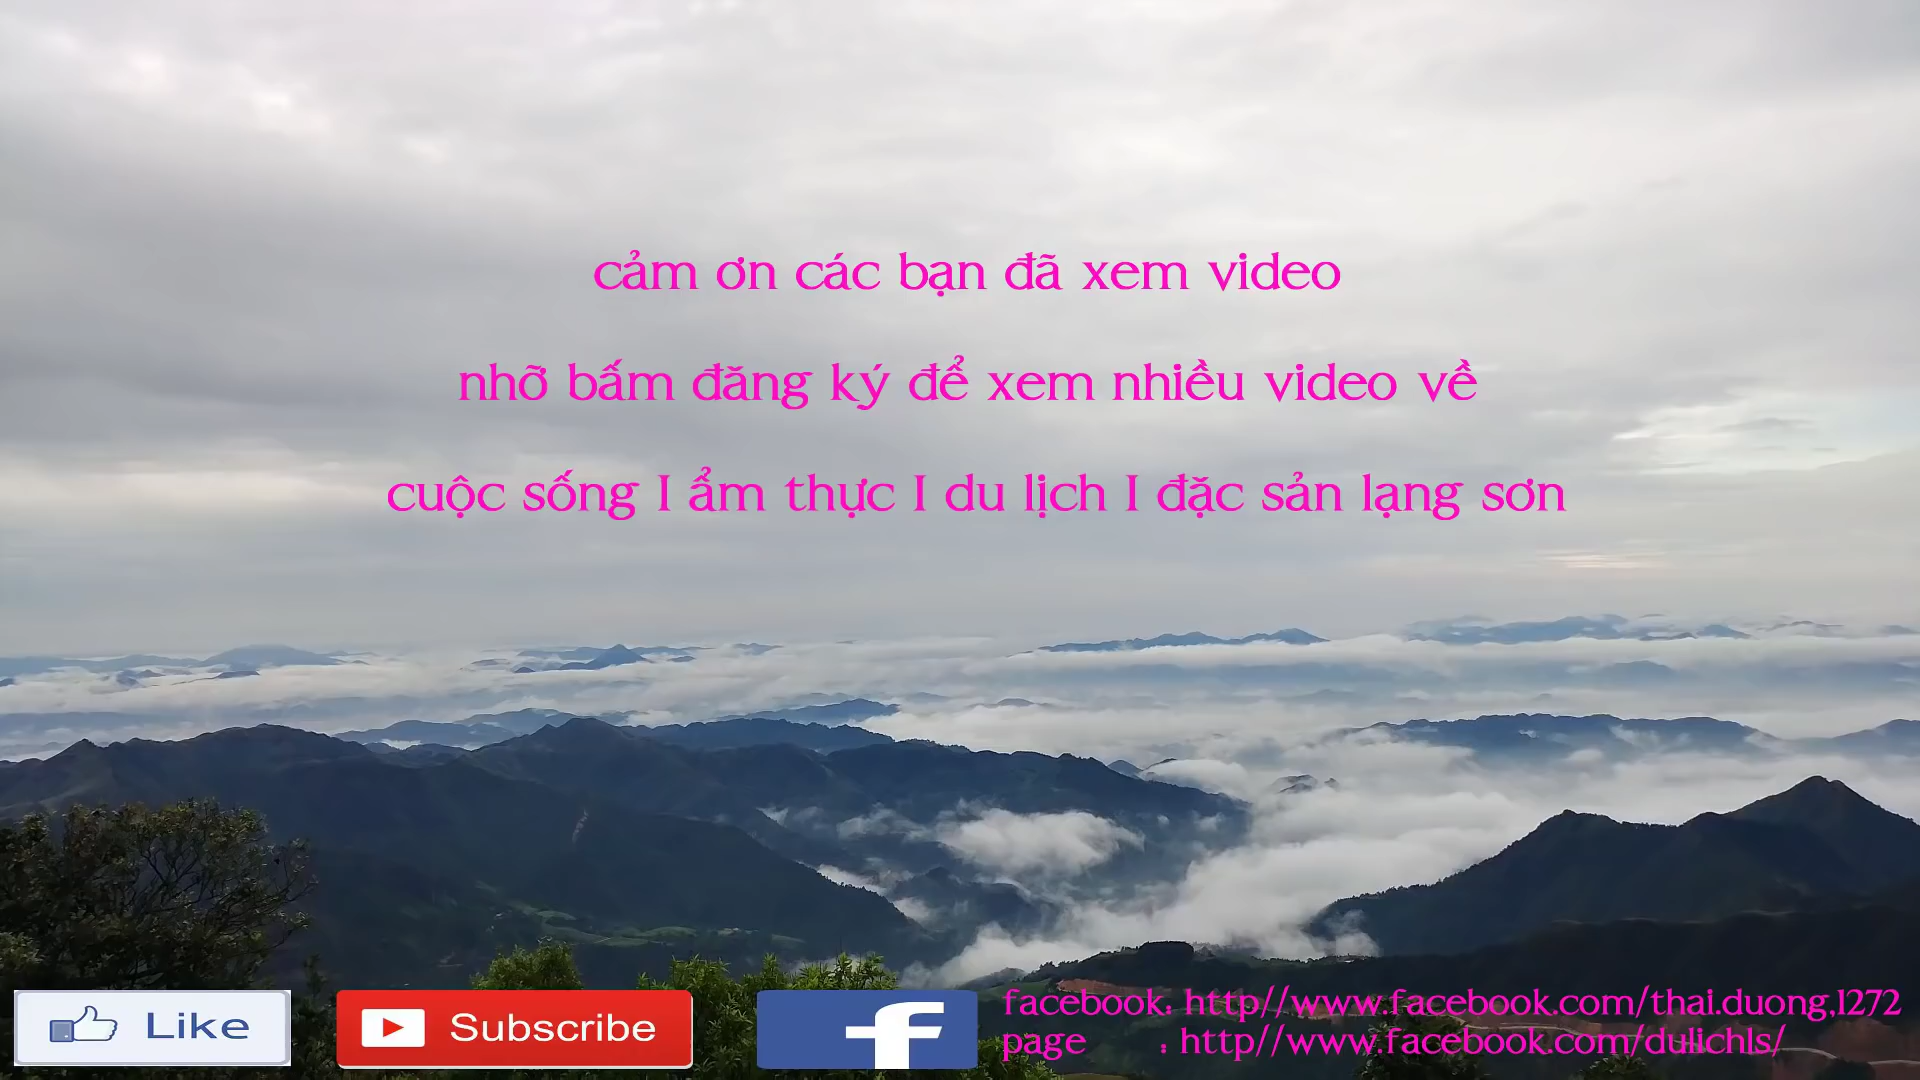 cảm ơn các bạn đã xem video
nhỡ bấm đăng ký để xem nhiều video về
cuộc sống I ẩm thực I du lịch I đặc sản lạng sơn
Like
Subscribe
facebook: http//www.facebook.com/thai.duong,1272
page : http//www.facebook.com/dulichls/